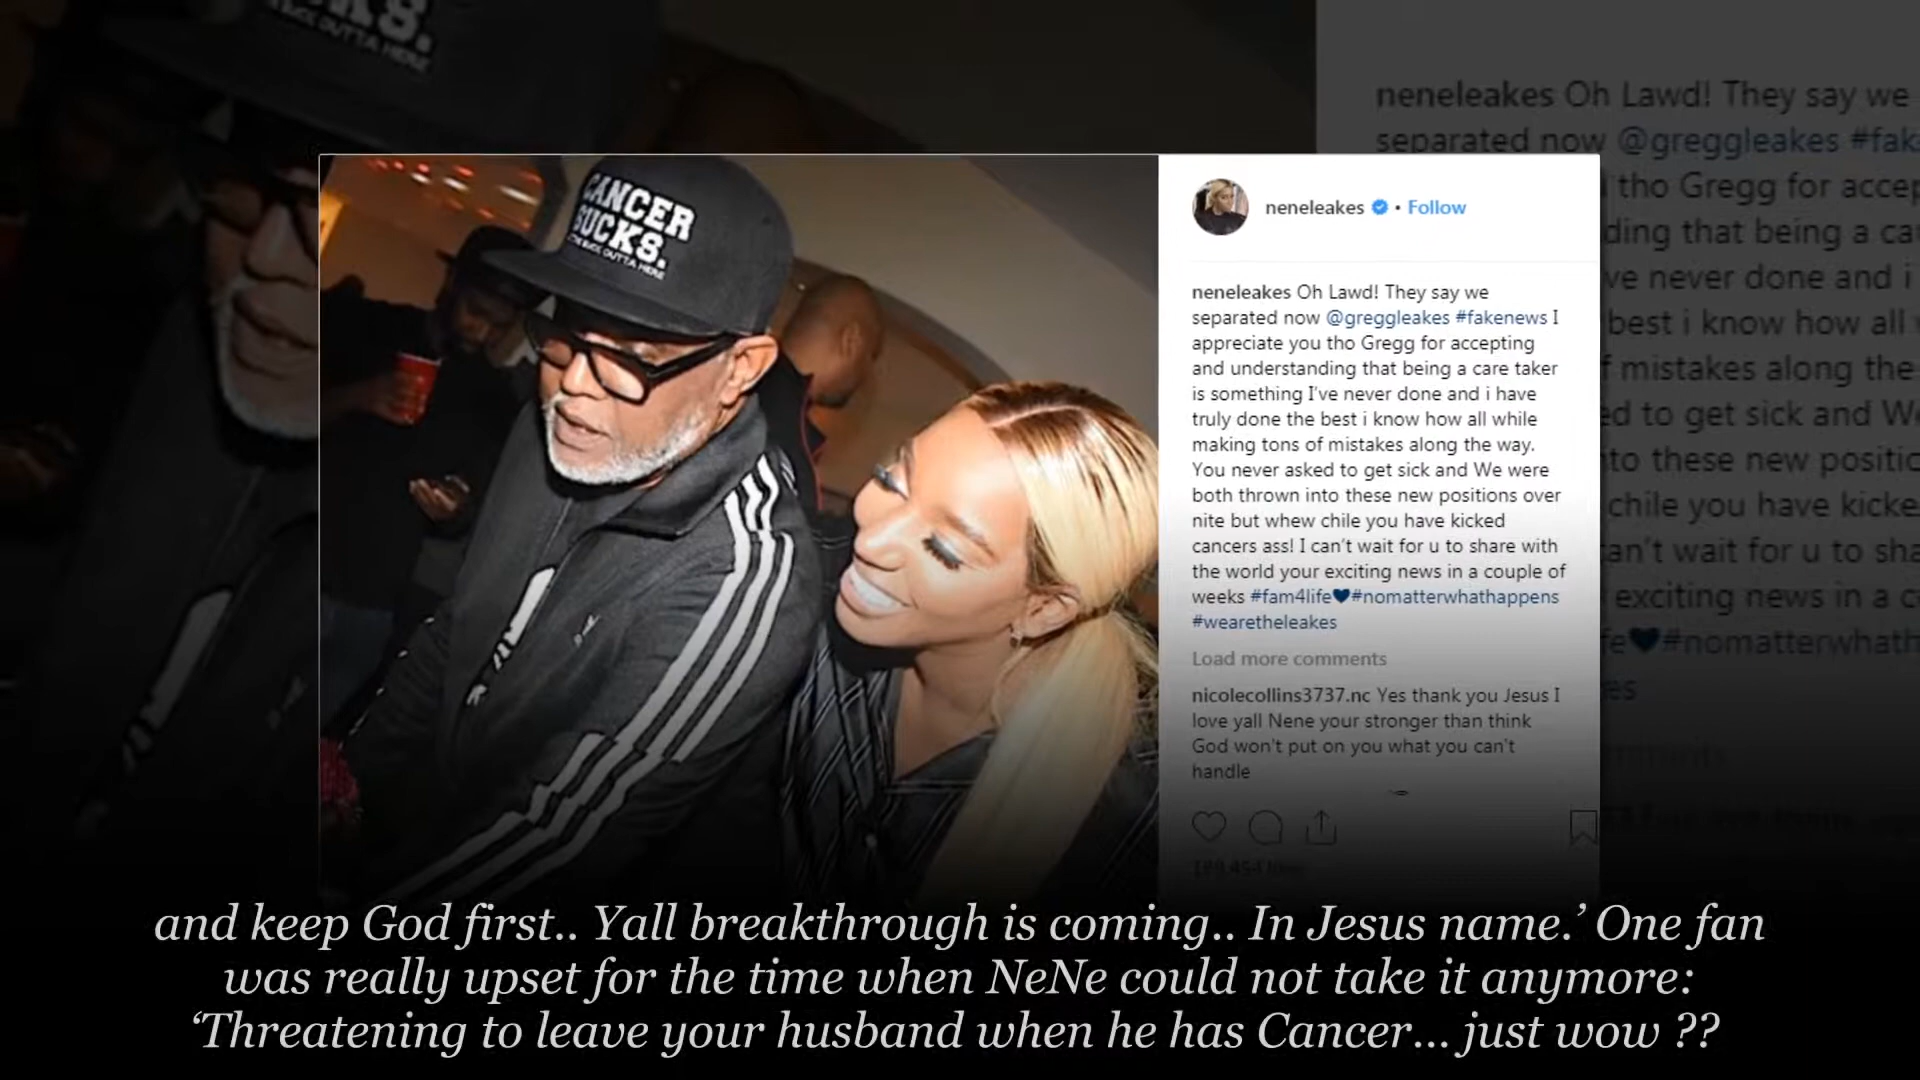 CANCER
SUCKS.
OUTTA HERE
neneleakes • Follow
neneleakes Oh Lawd! They say we
separated now @greggleakes #fakenews I
appreciate you tho Gregg for accepting
and understanding that being a care taker
is something I've never done and i have
truly done the best i know how all while
making tons of mistakes along the way.
You never asked to get sick and We were
both thrown into these new positions over
nite but whew chile you have kicked
cancers ass! I can't wait for u to share with
the world your exciting news in a couple of
weeks #fam4life🖤#nomatterwhathappens
#wearetheleakes
Load more comments
nicolecollins3737.nc Yes thank you Jesus I
love yall Nene your stronger than think
God won't put on you what you can't
handle
and keep God first.. Yall breakthrough is coming.. In Jesus name.’ One fan
was really upset for the time when NeNe could not take it anymore:
‘Threatening to leave your husband when he has Cancer... just wow ??
KS.
OUTTA HERE
neneleakes Oh Lawd! They say we
separated now @greggleakes #fak
tho Gregg for accep
ding that being a ca
ve never done and i
best i know how all
f mistakes along the
ed to get sick and We
to these new positio
chile you have kicke
an't wait for u to sha
exciting news in a c
fe🖤#nomatterwhath
es